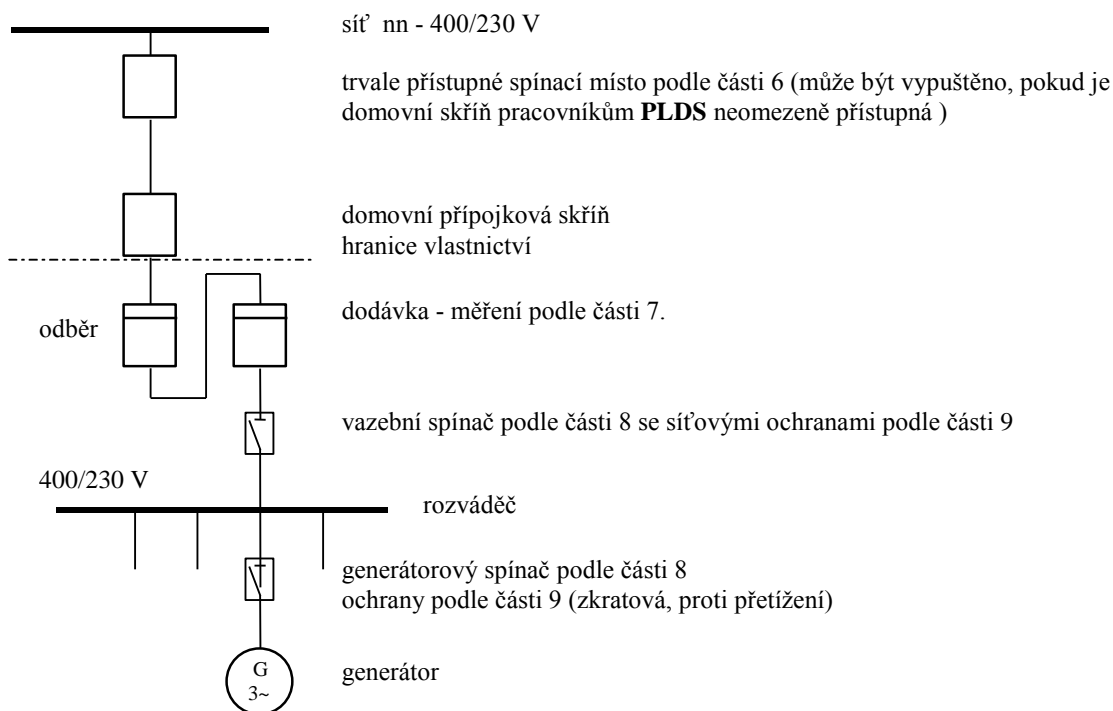 síť nn - 400/230 V
trvale přístupné spínací místo podle části 6 (může být vypuštěno, pokud je
domovní skříň pracovníkům PLDS neomezeně přístupná )
domovní přípojková skříň
hranice vlastnictví
odběr
dodávka - měření podle části 7.
vazební spínač podle části 8 se síťovými ochranami podle části 9
400/230 V
rozváděč
generátorový spínač podle části 8
ochrany podle části 9 (zkratová, proti přetížení)
G
3~
generátor